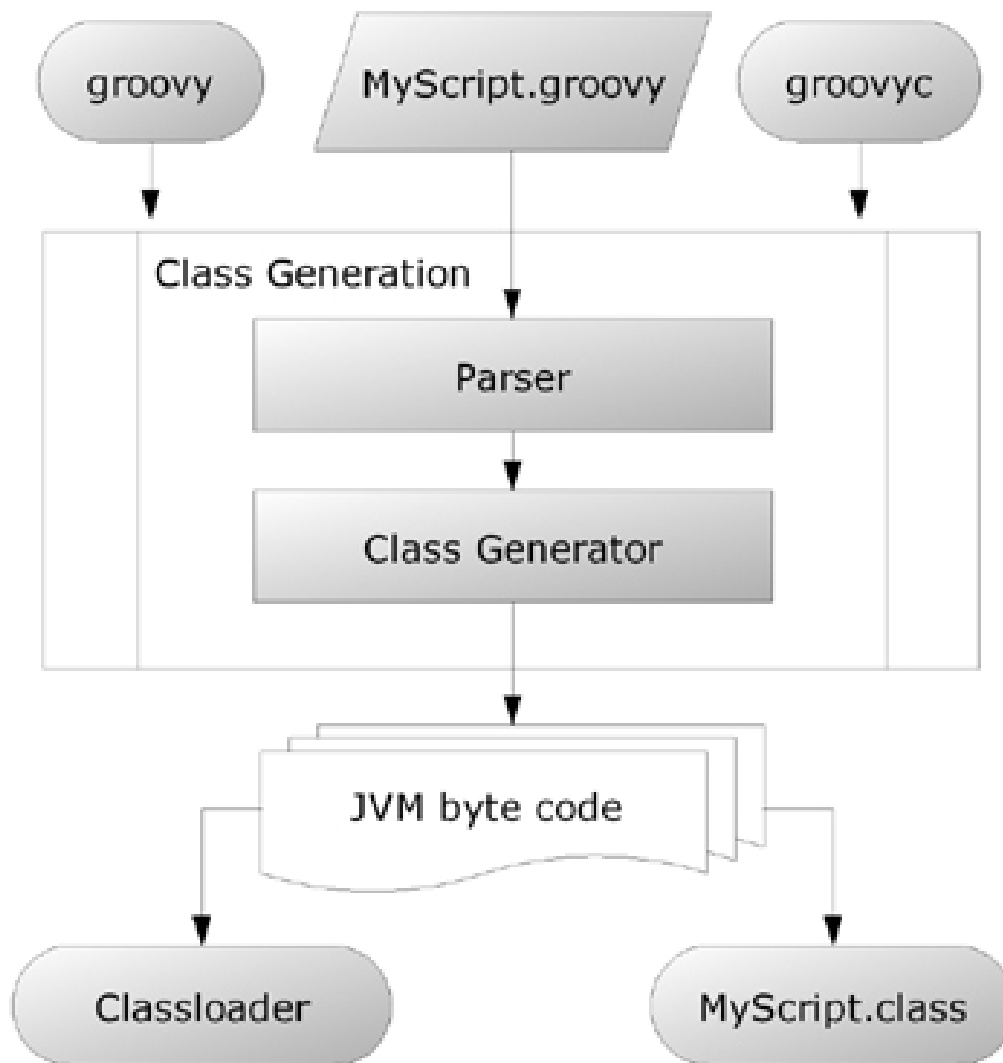 groovy
MyScript.groovy
groovyc
Class Generation
Parser
Class Generator
JVM byte code
Classloader
MyScript.class